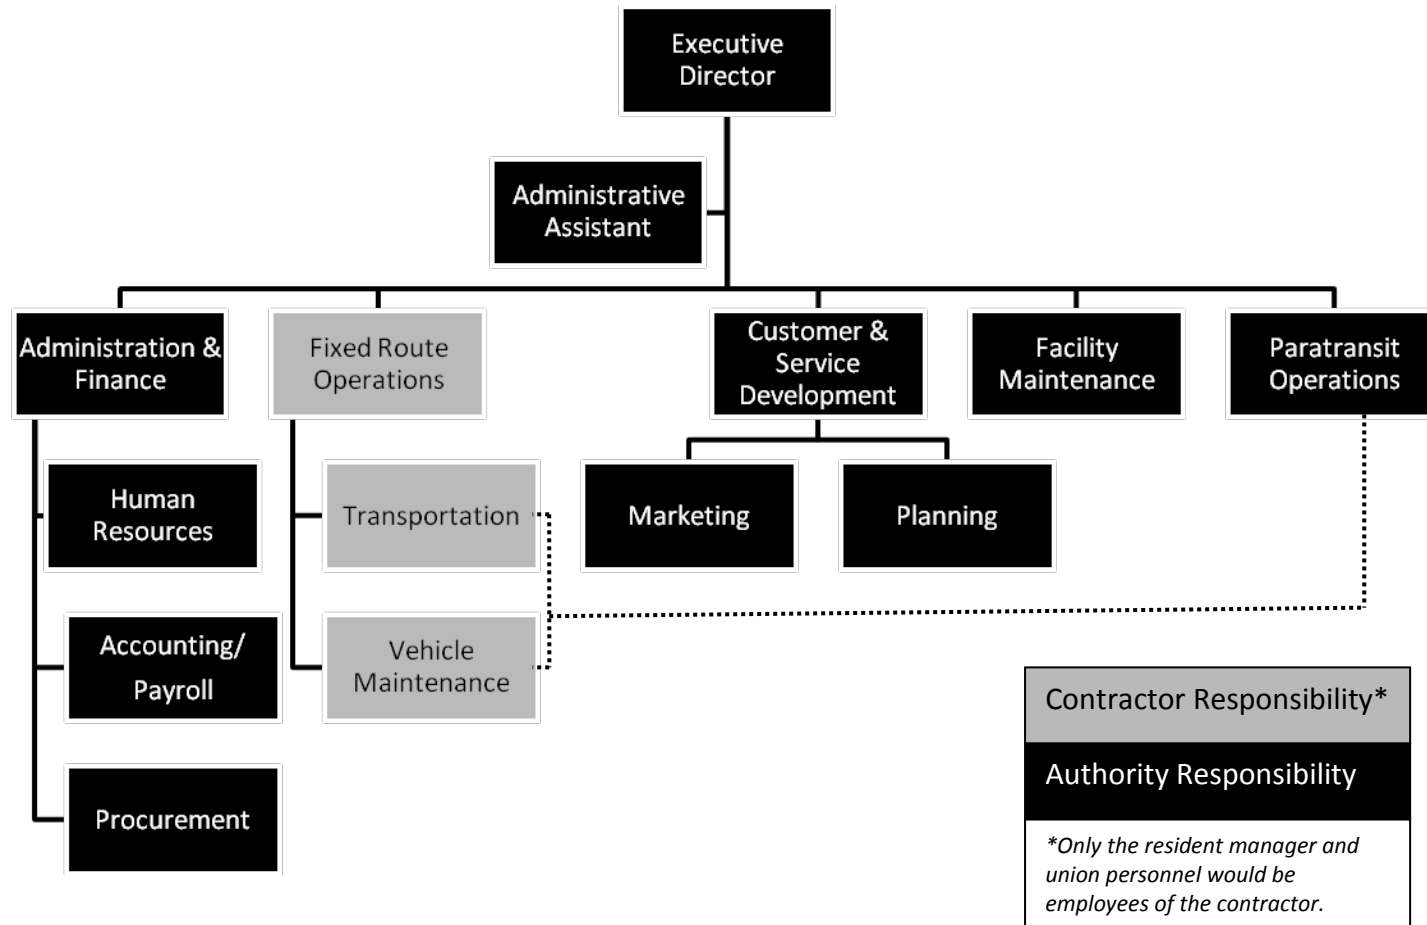 Executive
Director
Administrative
Assistant
Administration &
Finance
Fixed Route
Operations
Customer &
Service
Development
Facility
Maintenance
Paratransit
Operations
Human
Resources
Transportation
Marketing
Planning
Accounting/
Payroll
Vehicle
Maintenance
Procurement
Contractor Responsibility*
Authority Responsibility
*Only the resident manager and
union personnel would be
employees of the contractor.